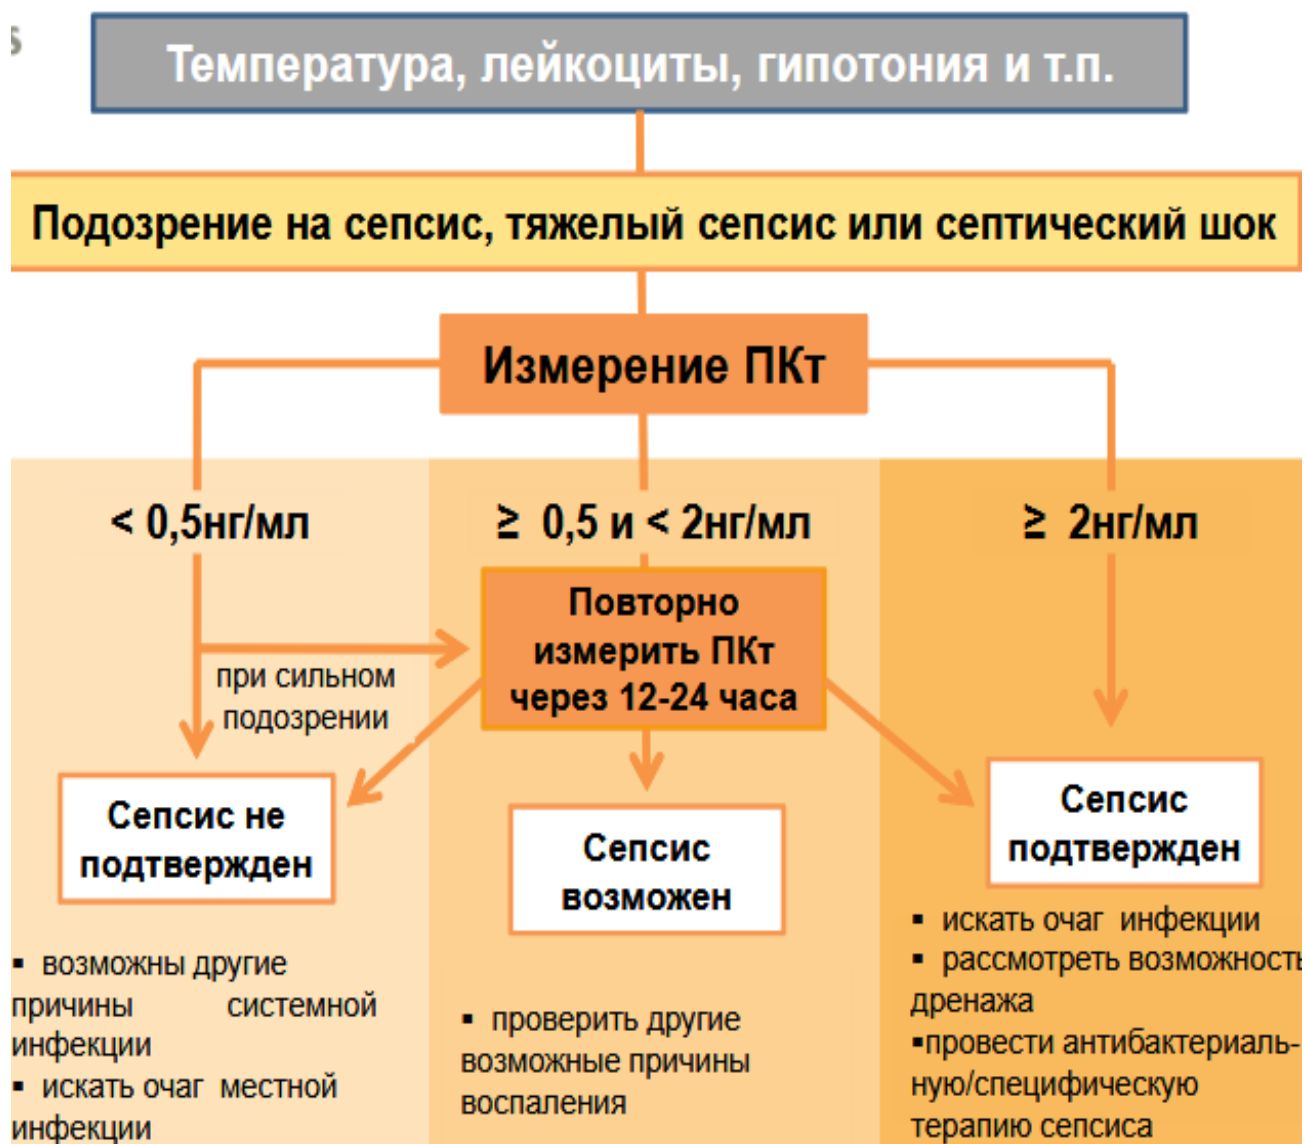 s
Температура, лейкоциты, гипотония и т.п.
Подозрение на сепсис, тяжелый сепсис или септический шок
Измерение ПКт
< 0,5нг/мл
≥ 0,5 и < 2нг/мл
≥ 2нг/мл
Повторно
измерить ПКт
через 12-24 часа
при сильном
подозрении
Сепсис не
подтвержден
Сепсис
возможен
Сепсис
подтвержден
▪ возможны другие
причины системной
инфекции
▪ искать очаг местной
инфекции
▪ проверить другие
возможные причины
воспаления
▪ искать очаг инфекции
▪ рассмотреть возможность
дренажа
▪провести антибактериаль-
ную/специфическую
терапию сепсиса